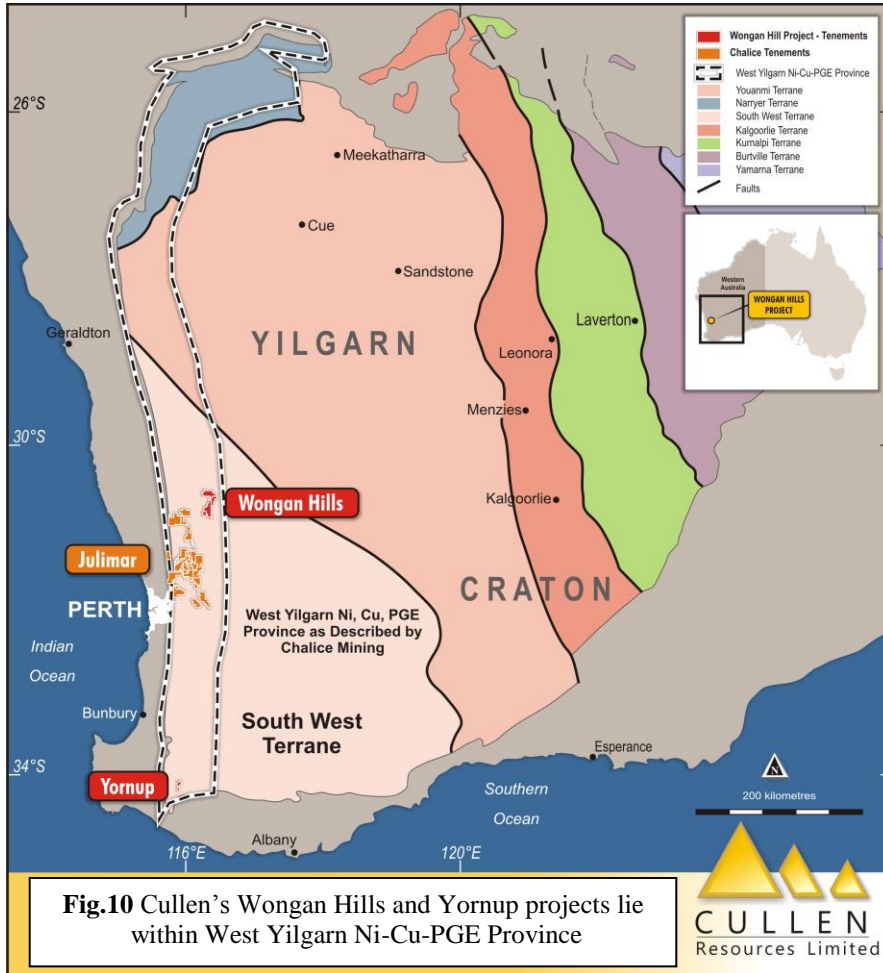 Wongan Hill Project - Tenements
Chalice Tenements
West Yilgarn Ni-Cu-PGE Province
Youanmi Terrane
Narryer Terrane
South West Terrane
Kalgoorlie Terrane
Kurnalpi Terrane
Burtville Terrane
Yamarna Terrane
Faults
Western
Australia
WONGAN HILLS
PROJECT
26°S
Meekatharra
Cue
Sandstone
Geraldton
YILGARN
Laverton
Leonora
Menzies
30°S
Kalgoorlie
Wongan Hills
Julimar
CRATON
PERTH
West Yilgarn Ni, Cu, PGE
Province as Described by
Chalice Mining
Indian
Ocean
Bunbury
South West
Terrane
Esperance
34°S
Yornup
N
200 kilometres
Southern
Ocean
Albany
116°E
120°E
Fig.10 Cullen’s Wongan Hills and Yornup projects lie
within West Yilgarn Ni-Cu-PGE Province
CULLEN
Resources Limited